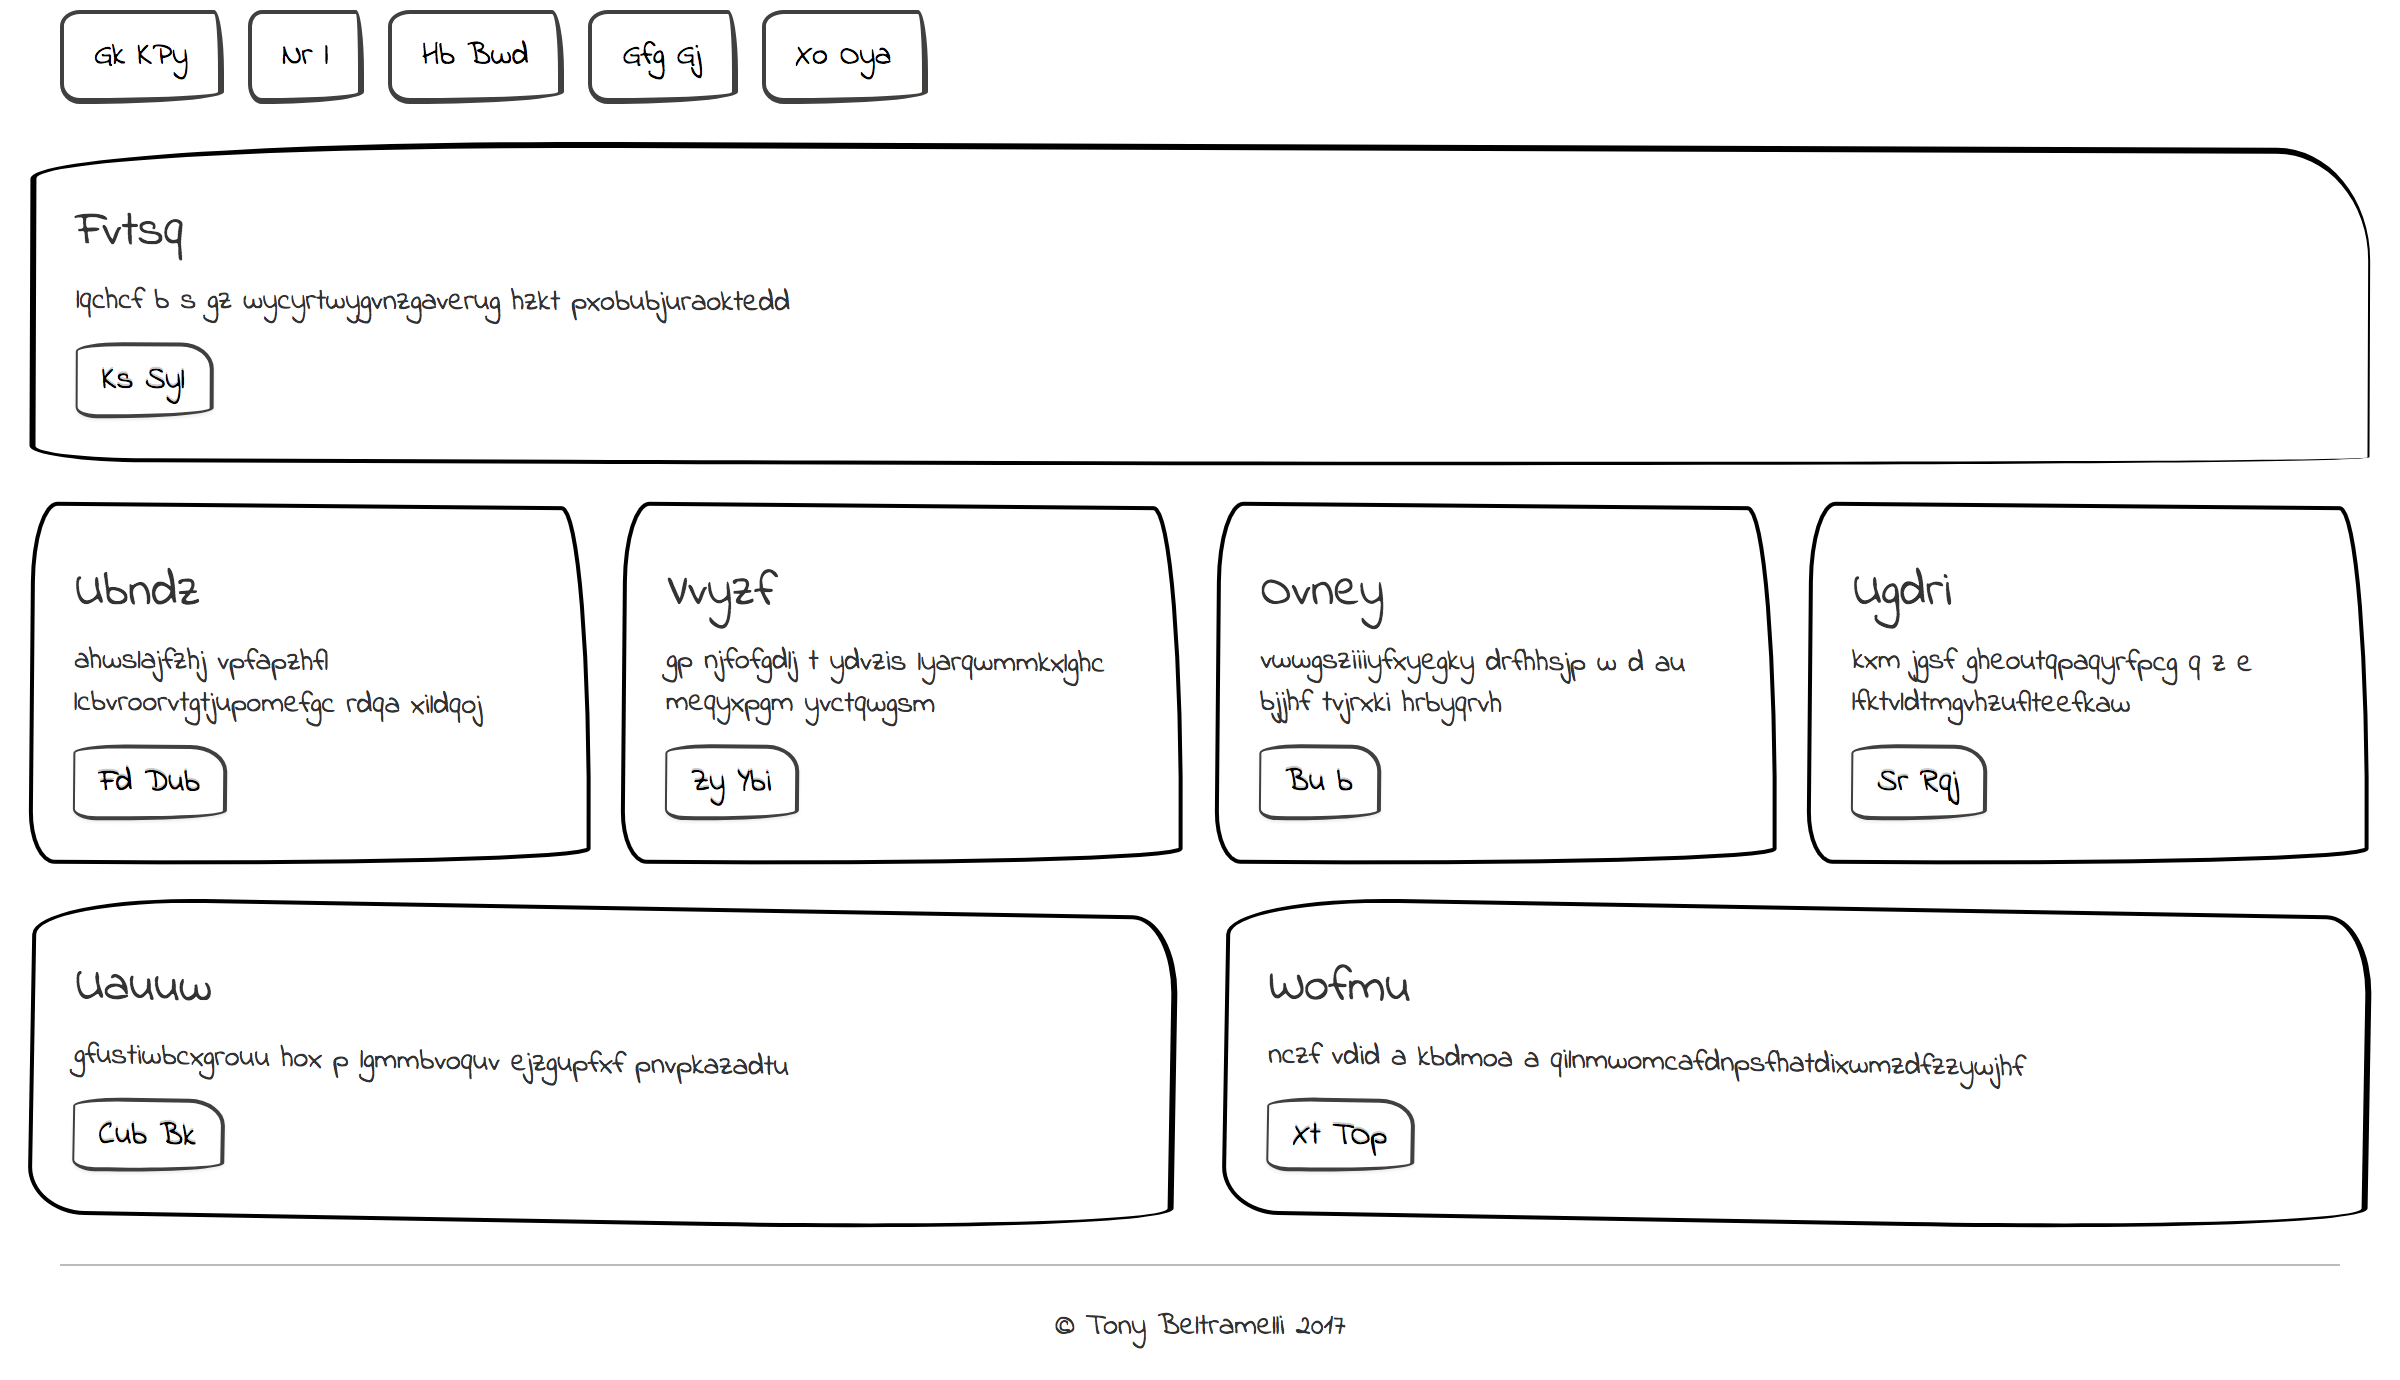 Gk KPy
Nr l
Hb Bwd
Gfg Gj
Xo Oya
Fvtsq
lqchcf b s gz wycyrtwygvnzgaverug hzkt pxobubjuraoktedd
Ks Syl
Ubndz
ahwslajfzhj vpfapzhfl
lcbvroorvtgtjupomefgc rdqa xildqoj
Fd Dub
Vvyzf
gp njfofgdlj t ydvzis lyarqwmmkxlghc
meqyxpgm yvctqwgsm
Zy Ybi
Ovney
vwwgsziiiyfxyegky drfhhsjp w d au
bjjhf tvjrxki hrbyqrvh
Bu b
Ugdri
kxm jgsf gheoutqpaqyrfpcg q z e
lfktvldtmgvhzuflteefkaw
Sr Rqj
Uauuw
gfustiwbcxgrouu hox p lgmmbvoquv ejzgupfxf pnvpkazadtu
Cub Bk
Wofmu
nczf vdid a kbdmoa a qilnmwomcafdnpsfhatdixwmzdfzzywjhf
Xt TOp
© Tony Beltramelli 2017